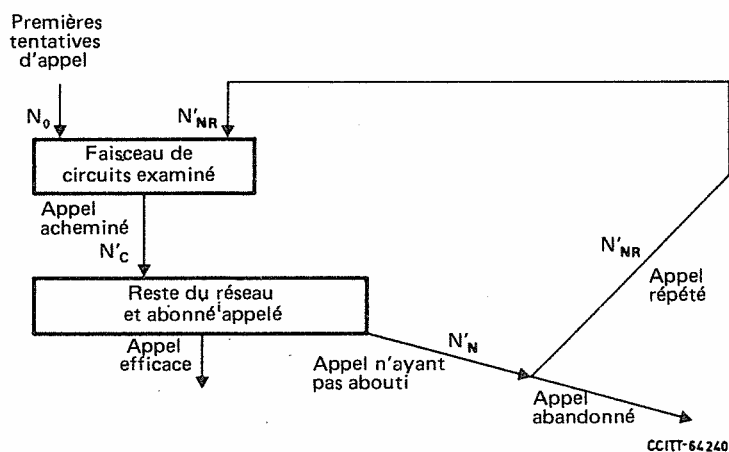 Premières
tentatives
d'appel
N₀
N'NR
Faisceau de
circuits examiné
Appel
acheminé
N'C
Reste du réseau
et abonné appelé
Appel
efficace
Appel n'ayant
pas abouti
N'N
N'NR
Appel
répété
Appel
abandonné
CCITT-64240